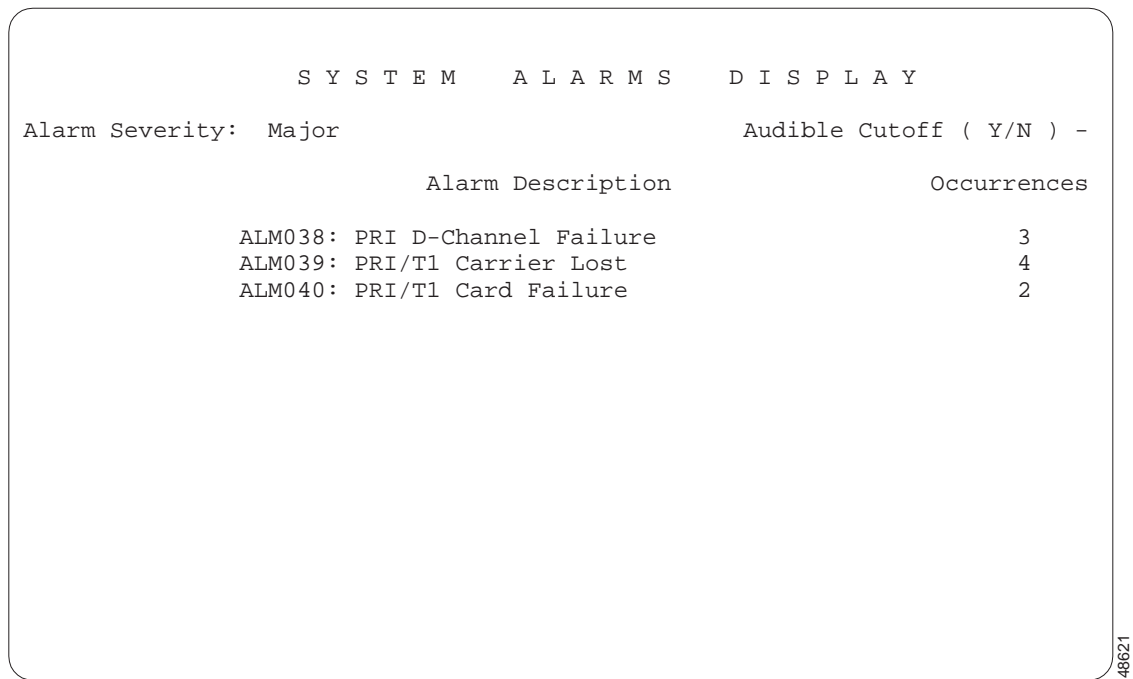 S Y S T E M   A L A R M S   D I S P L A Y
Alarm Severity: Major   Audible Cutoff ( Y/N ) -
Alarm Description   Occurrences
ALM038: PRI D-Channel Failure   3
ALM039: PRI/T1 Carrier Lost   4
ALM040: PRI/T1 Card Failure   2
48621